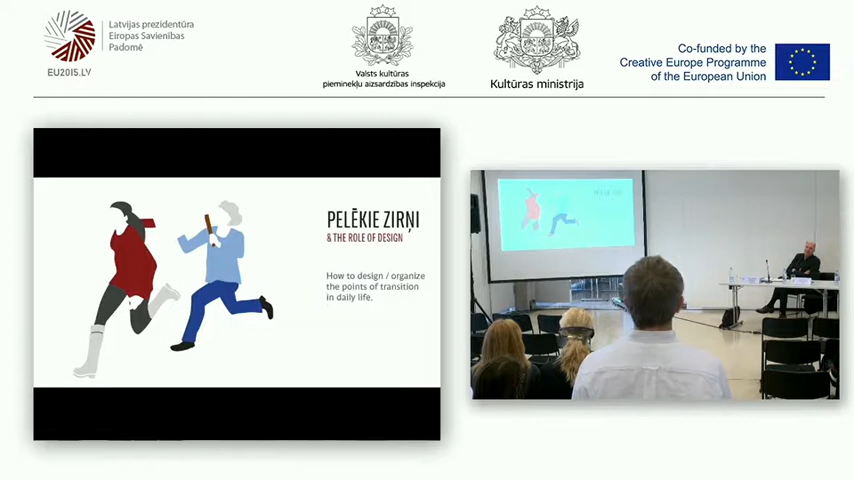 Latvijas prezidentūra
Eiropas Savienības
Padomē
EU2015.LV
Valsts kultūras
pieminekļu aizsardzības inspekcija
Kultūras ministrija
Co-funded by the
Creative Europe Programme
of the European Union
PELĒKIE ZIRŅI
& THE ROLE OF DESIGN
How to design / organize
the points of transition
in daily life.